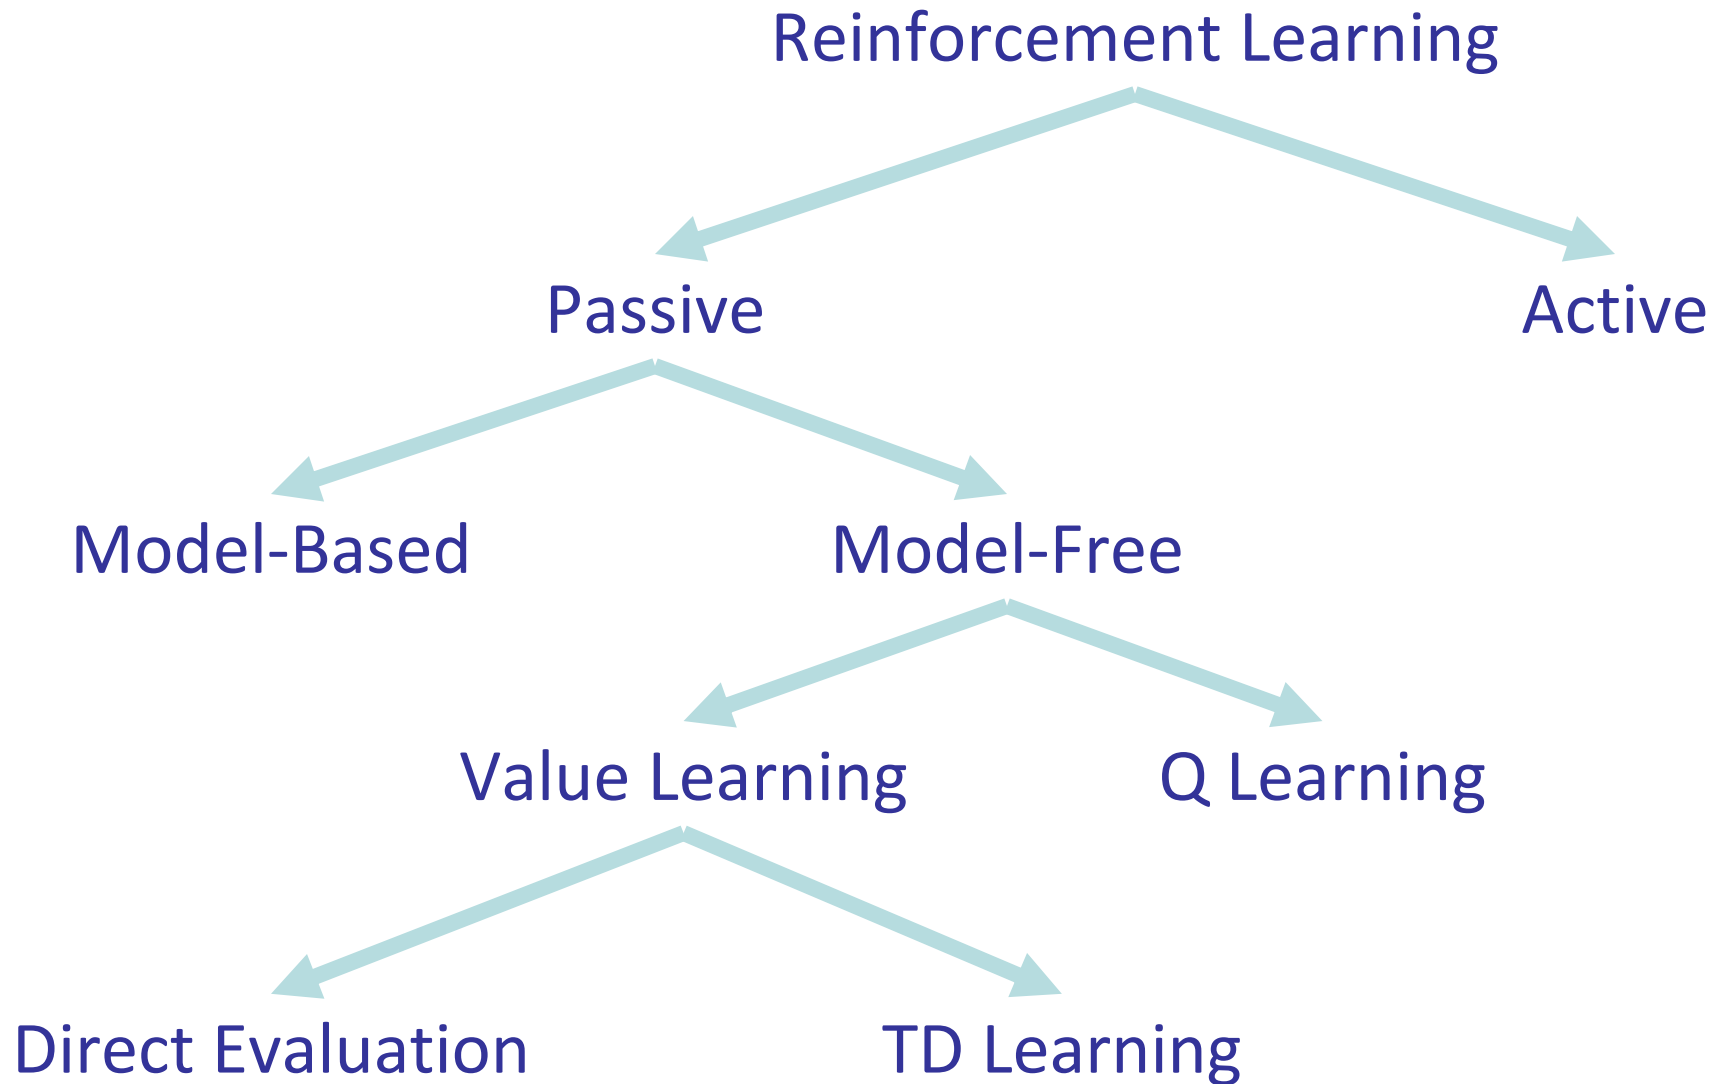 Reinforcement Learning
Passive
Active
Model-Based
Model-Free
Value Learning
Q Learning
Direct Evaluation
TD Learning